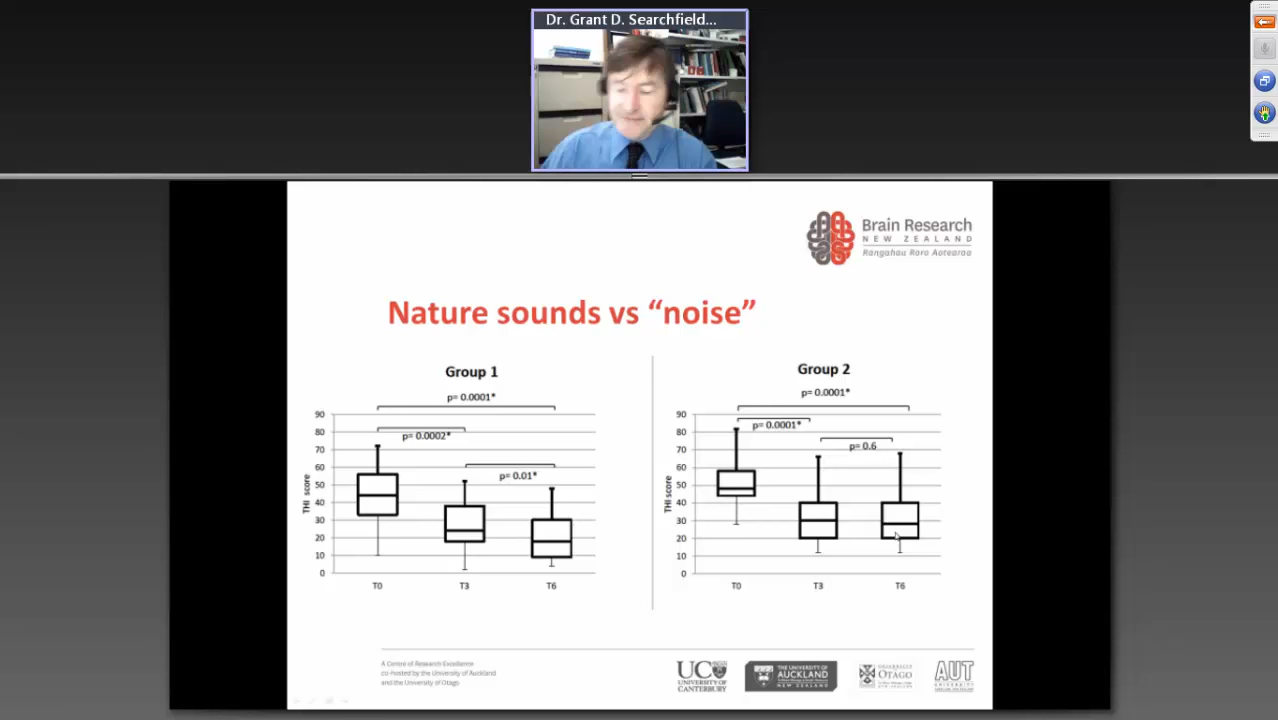 Dr. Grant D. Searchfield...
Brain Research
NEW ZEALAND
Rangahau Roro Aotearoa
Nature sounds vs “noise”
Group 1
p= 0.0001*
90
80
p= 0.0002*
70
60
p= 0.01*
50
40
30
20
10
0
THI score
T0
T3
T6
Group 2
p= 0.0001*
90
p= 0.0001*
80
70
p= 0.6
60
50
40
30
20
10
0
THI score
T0
T3
T6
A Centre of Research Excellence
co-hosted by the University of Auckland
and the University of Otago
UC
UNIVERSITY OF
CANTERBURY
THE UNIVERSITY OF
AUCKLAND
NEW ZEALAND
OTAGO
AUT
UNIVERSITY